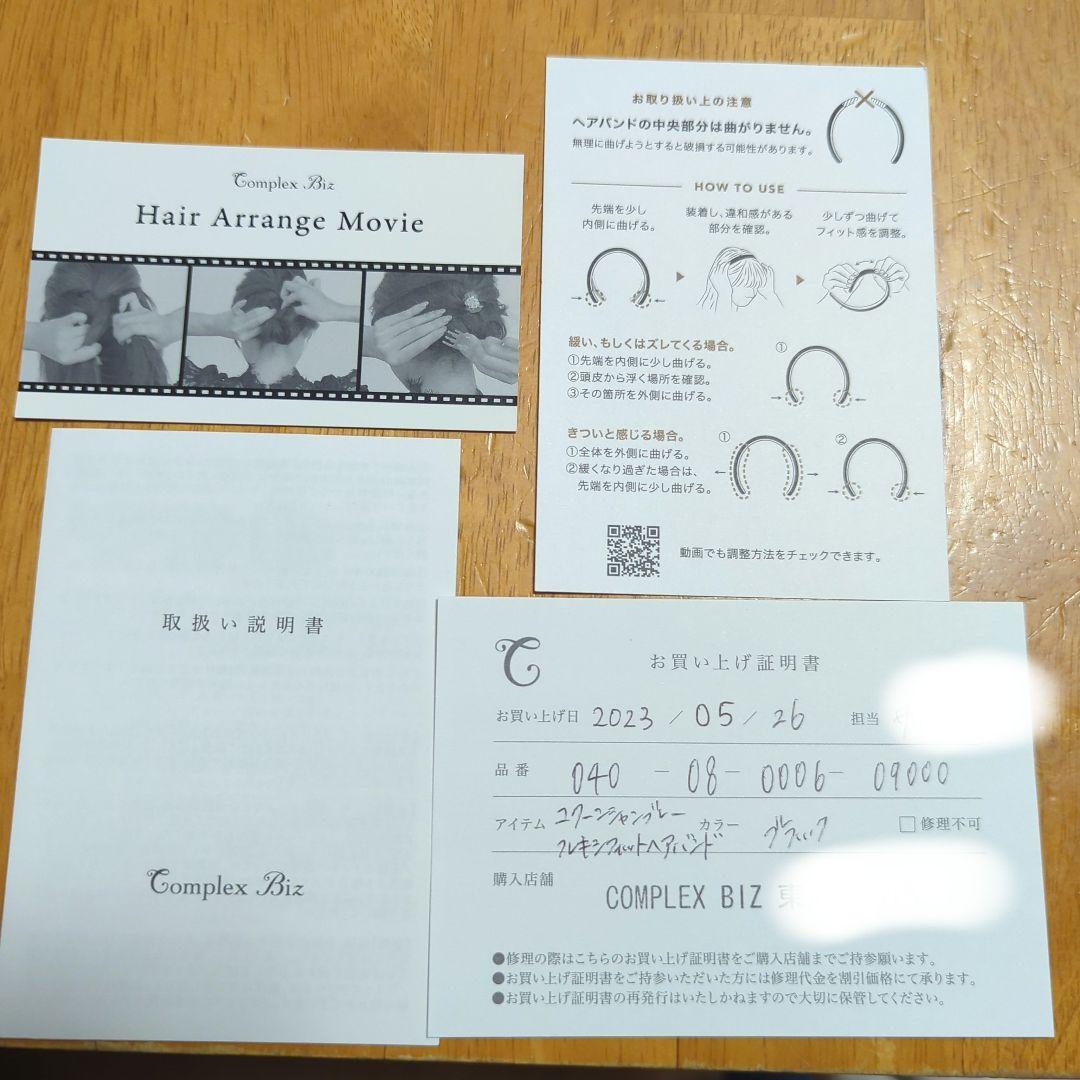 Complex Biz
Hair Arrange Movie
お取り扱い上の注意
ヘアバンドの中央部分は曲がりません。
無理に曲げようとすると破損する可能性があります。
HOW TO USE
先端を少し
内側に曲げる。
装着し、違和感がある
部分を確認。
少しずつ曲げて
フィット感を調整。
緩い、もしくはズレてくる場合。
①先端を内側に少し曲げる。
②頭皮から浮く場所を確認。
③その箇所を外側に曲げる。
①
きついと感じる場合。
①全体を外側に曲げる。
②緩くなり過ぎた場合は、
先端を内側に少し曲げる。
①
②
動画でも調整方法をチェックできます。
取扱い説明書
Complex Biz
C
お買い上げ証明書
お買い上げ日 2023 / 05 / 26 担当
品番 040 - 08 - 0006 - 09000
アイテム コクーンシャンブレー
フレキシフィットヘアバンド
カラー ブラック
修理不可
購入店舗 COMPLEX BIZ 東
●修理の際はこちらのお買い上げ証明書をご購入店舗までご持参願います。
●お買い上げ証明書をご持参いただいた方には修理代金を割引価格にて承ります。
●お買い上げ証明書の再発行はいたしかねますので大切に保管してください。